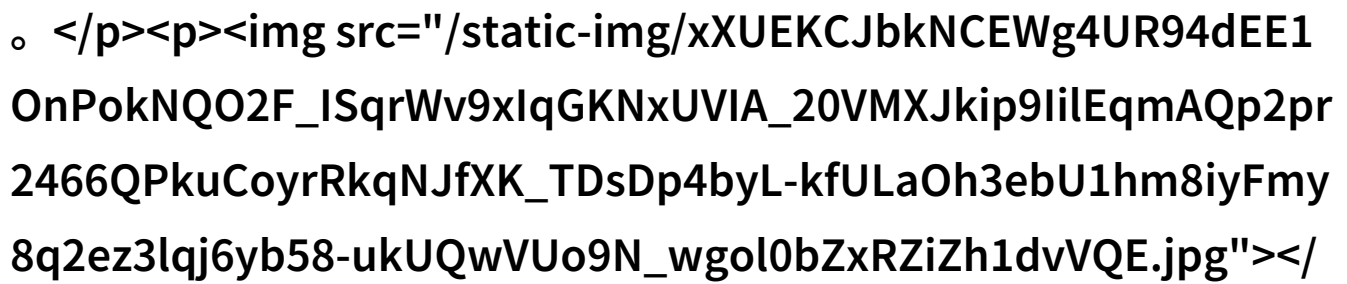 。</p><p><img src="/static-img/xXUEKCJbkNCEWg4UR94dEE1
OnPokNQO2F_ISqrWv9xIqGKNxUVIA_20VMXJkip9IilEqmAQp2pr
2466QPkuCoyrRkqNJfXK_TDsDp4byL-kfULaOh3ebU1hm8iyFmy
8q2ez3lqj6yb58-ukUQwVUo9N_wgol0bZxRZiZh1dvVQE.jpg"></